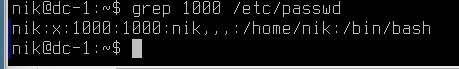 nik@dc-1:~$ grep 1000 /etc/passwd
nik:x:1000:1000:nik,,,:/home/nik:/bin/bash
nik@dc-1:~$